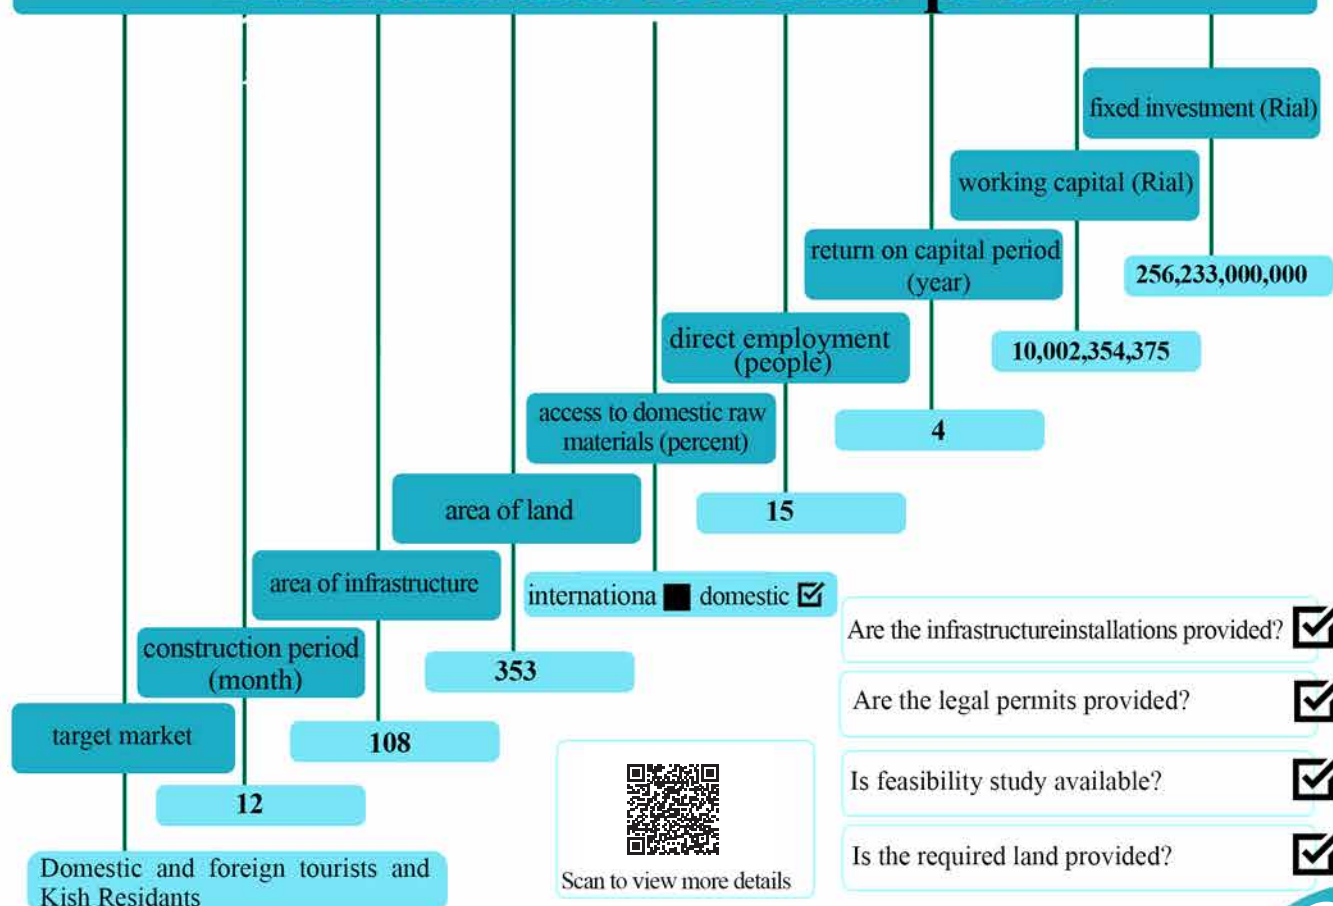 fixed investment (Rial)
256,233,000,000
working capital (Rial)
10,002,354,375
return on capital period
(year)
4
direct employment
(people)
15
access to domestic raw
materials (percent)
internationa ■ domestic ☑
area of land
353
area of infrastructure
108
construction period
(month)
12
target market
Domestic and foreign tourists and
Kish Residants
Are the infrastructureinstallations provided? ☑
Are the legal permits provided? ☑
Is feasibility study available? ☑
Is the required land provided? ☑
Scan to view more details